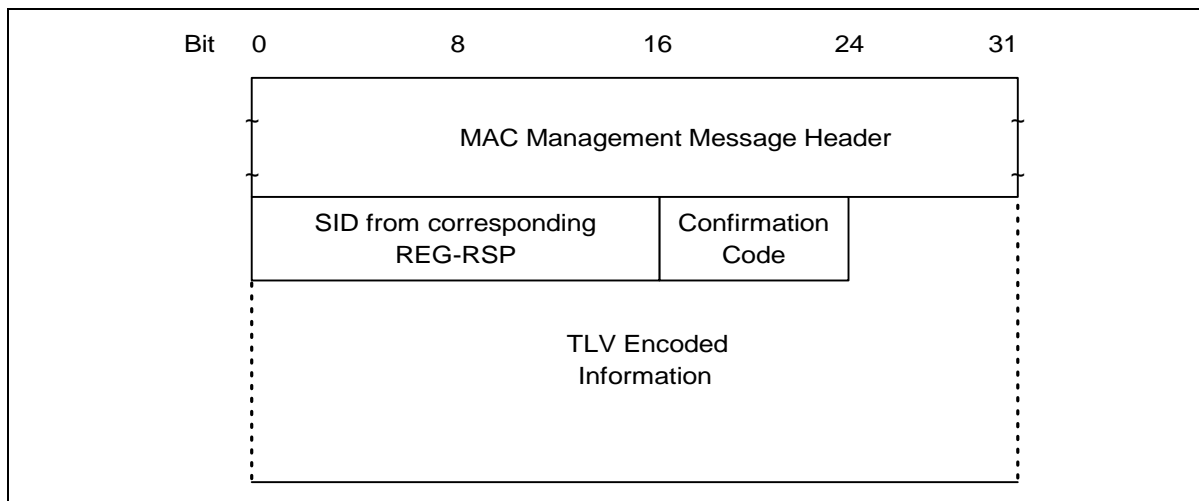 Bit 0 8 16 24 31
MAC Management Message Header
SID from corresponding
REG-RSP
Confirmation
Code
TLV Encoded
Information